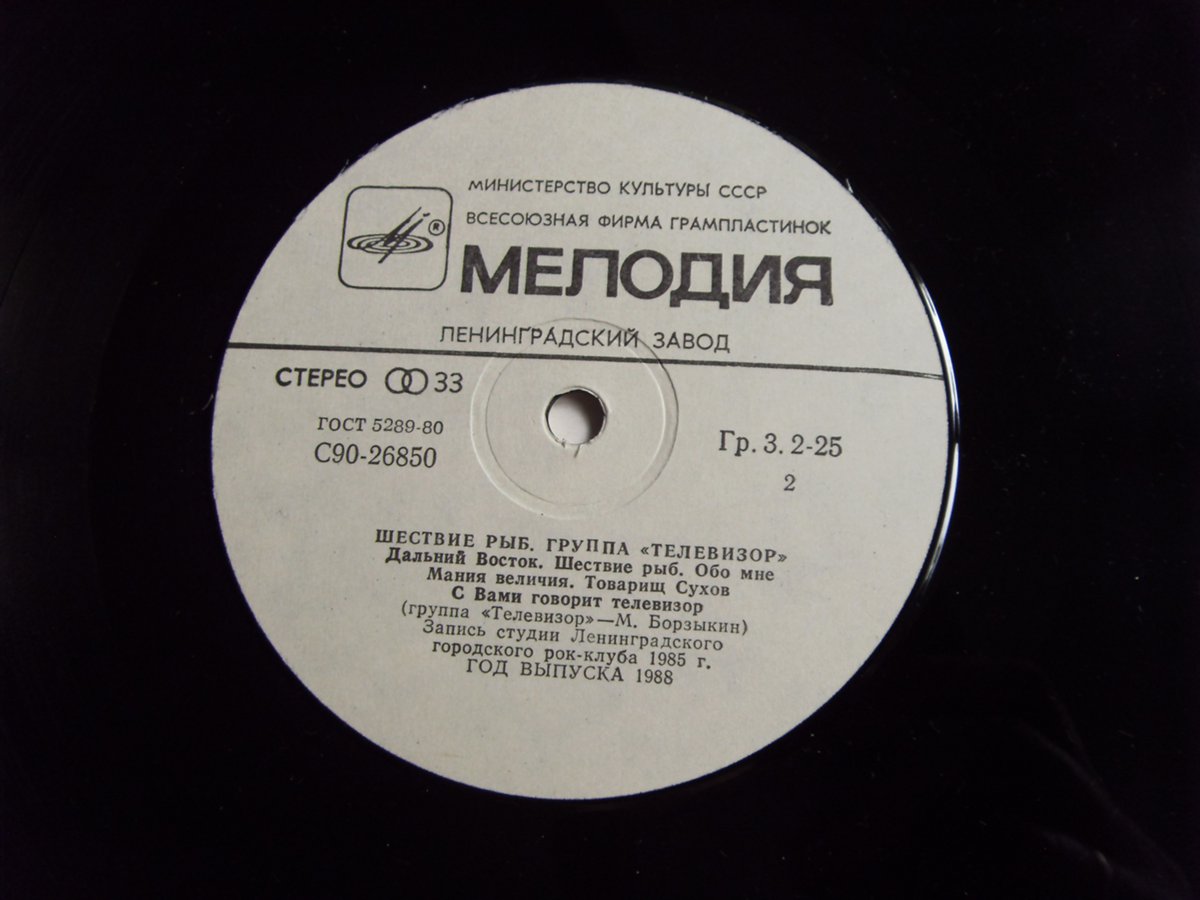 МИНИСТЕРСТВО КУЛЬТУРЫ СССР
ВСЕСОЮЗНАЯ ФИРМА ГРАМПЛАСТИНОК
®
МЕЛОДИЯ
ЛЕНИНГРАДСКИЙ ЗАВОД
СТЕРЕО 33
ГОСТ 5289-80
С90-26850
Гр. 3. 2-25
2
ШЕСТВИЕ РЫБ. ГРУППА «ТЕЛЕВИЗОР»
Дальний Восток. Шествие рыб. Обо мне
Мания величия. Товарищ Сухов
С Вами говорит телевизор
(группа «Телевизор»—М. Борзыкин)
Запись студии Ленинградского
городского рок-клуба 1985 г.
ГОД ВЫПУСКА 1988